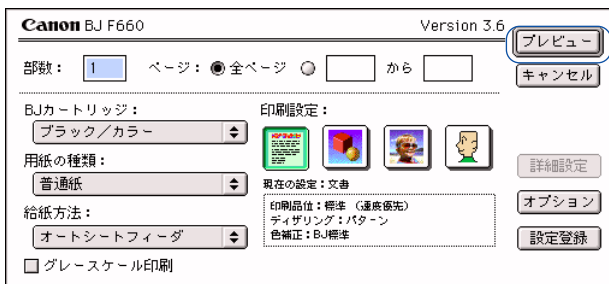 Canon BJ F660 Version 3.6
プレビュー
部数： 1 ページ： 全ページ から
キャンセル
BJカートリッジ：
ブラック／カラー
用紙の種類：
普通紙
給紙方法：
オートシートフィーダ
グレースケール印刷
印刷設定：
現在の設定：文書
印刷品位：標準 （速度優先）
ディザリング：パターン
色補正：BJ標準
詳細設定
オプション
設定登録